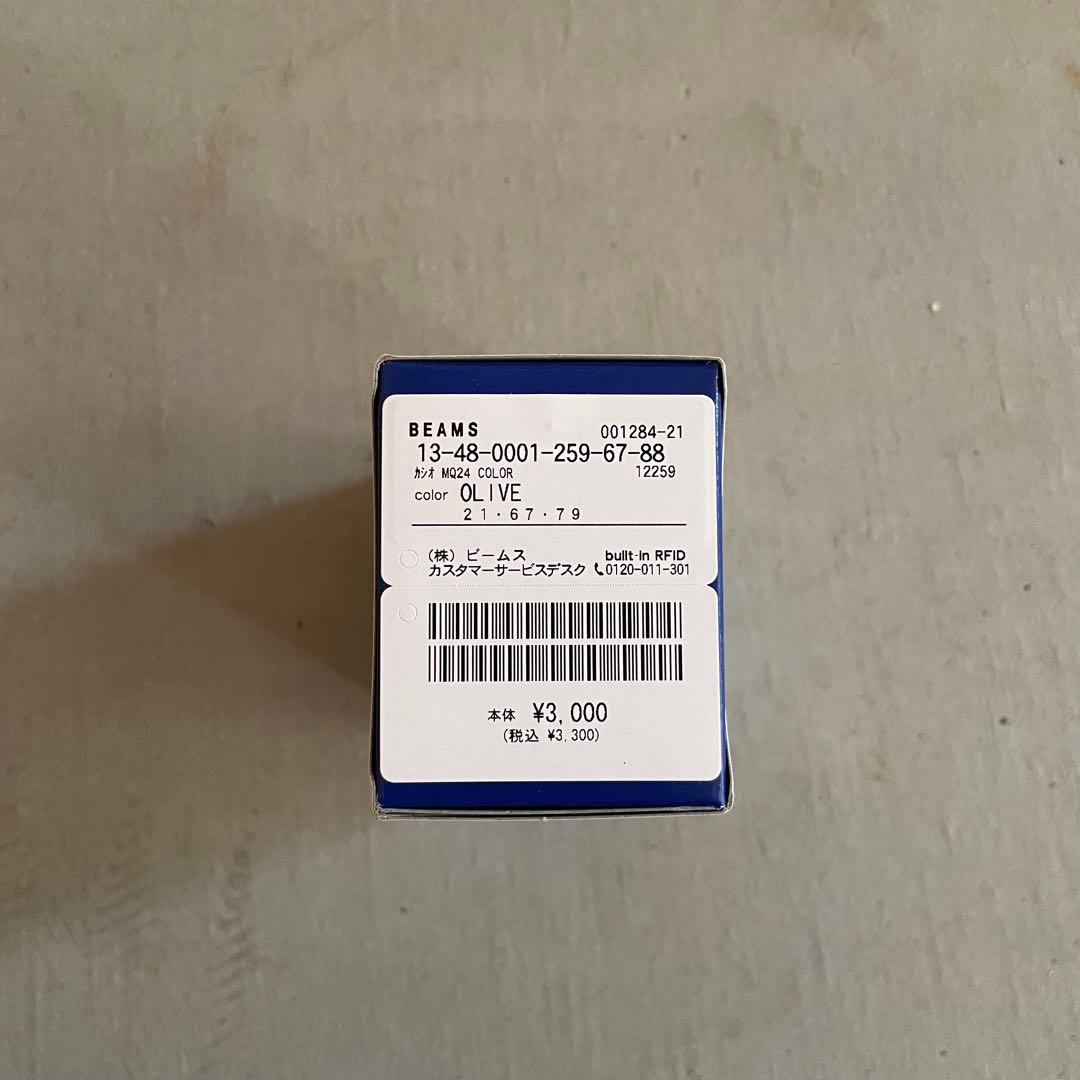 BEAMS 001284-21
13-48-0001-259-67-88
ｶｼｵ MQ24 COLOR 12259
color OLIVE
21・67・79
(株) ビームス built-in RFID
カスタマーサービスデスク 0120-011-301
本体 ¥3,000
(税込 ¥3,300)